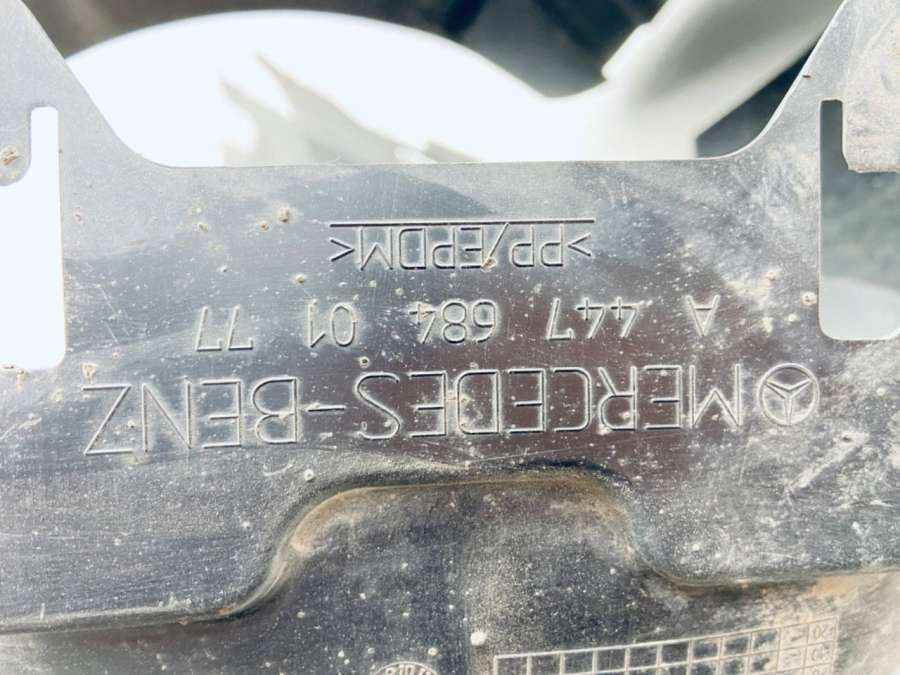 MERCEDES-BENZ
A 447 684 01 77
>PP/EPDM<